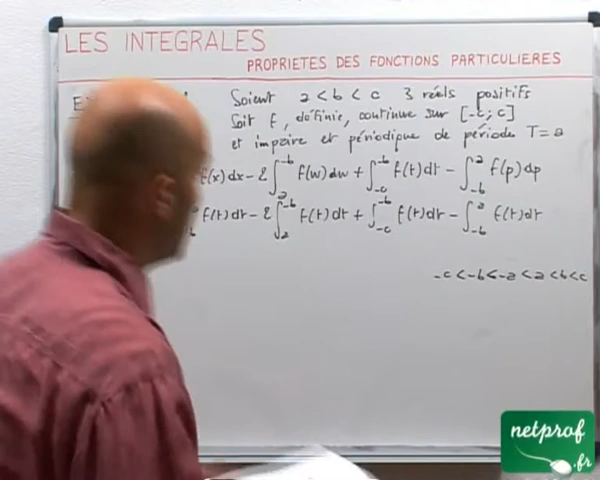 LES INTEGRALES
PROPRIETES DES FONCTIONS PARTICULIERES
Soient a < b < c 3 réels positifs
Soit f, définie, continue sur [-c; c]
et impaire et périodique de période T = a
f(x)dx - 2∫_a^{-b} f(w)dw + ∫_{-c}^{-b} f(t)dt - ∫_{-b}^a f(p)dp
f(t)dt - 2∫_a^{-b} f(t)dt + ∫_{-c}^{-b} f(t)dt - ∫_{-b}^a f(t)dt
-c < -b < -a < a < b < c
netprof
.fr